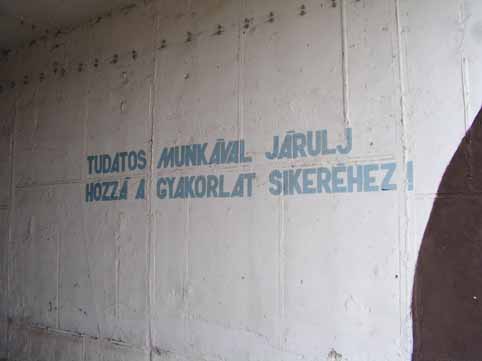 TUDATOS MUNKÁVAL JÁRULJ
HOZZÁ A GYAKORLAT SIKERÉHEZ !